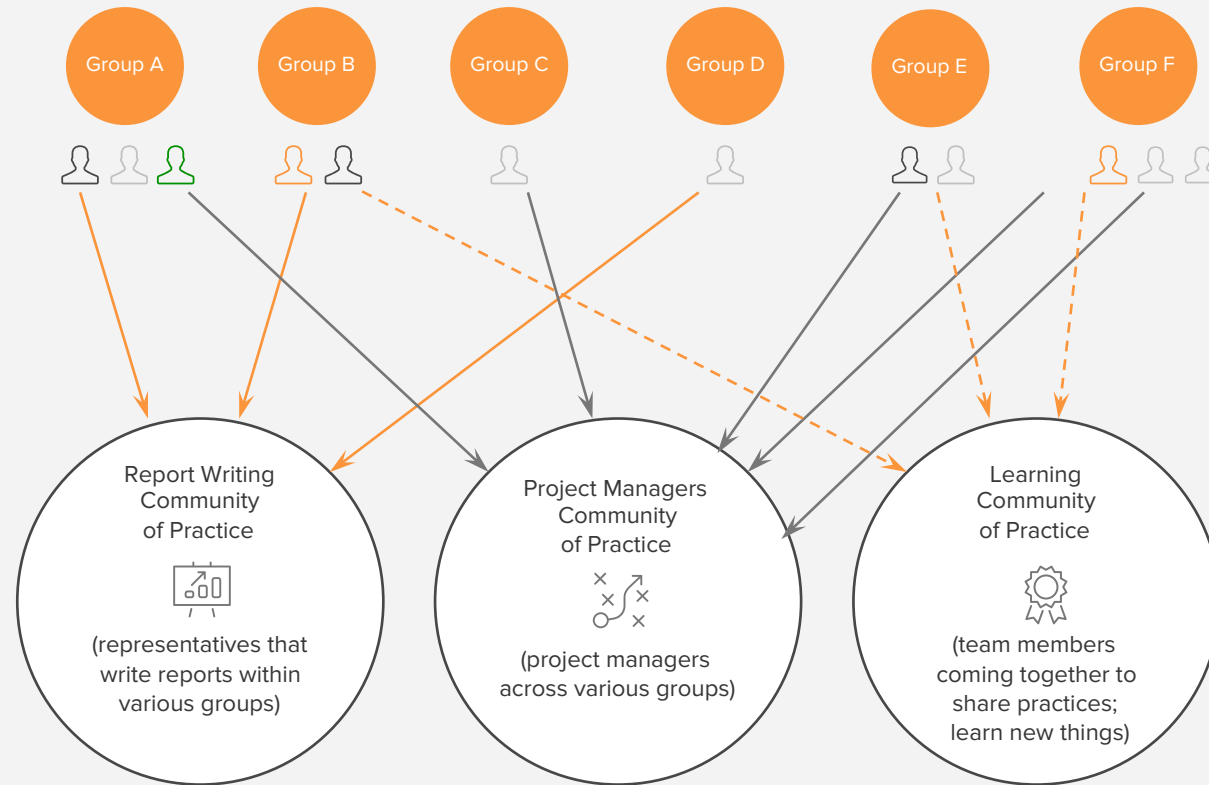 Group A
Group B
Group C
Group D
Group E
Group F
Report Writing
Community
of Practice
(representatives that
write reports within
various groups)
Project Managers
Community
of Practice
(project managers
across various groups)
Learning
Community
of Practice
(team members
coming together to
share practices;
learn new things)